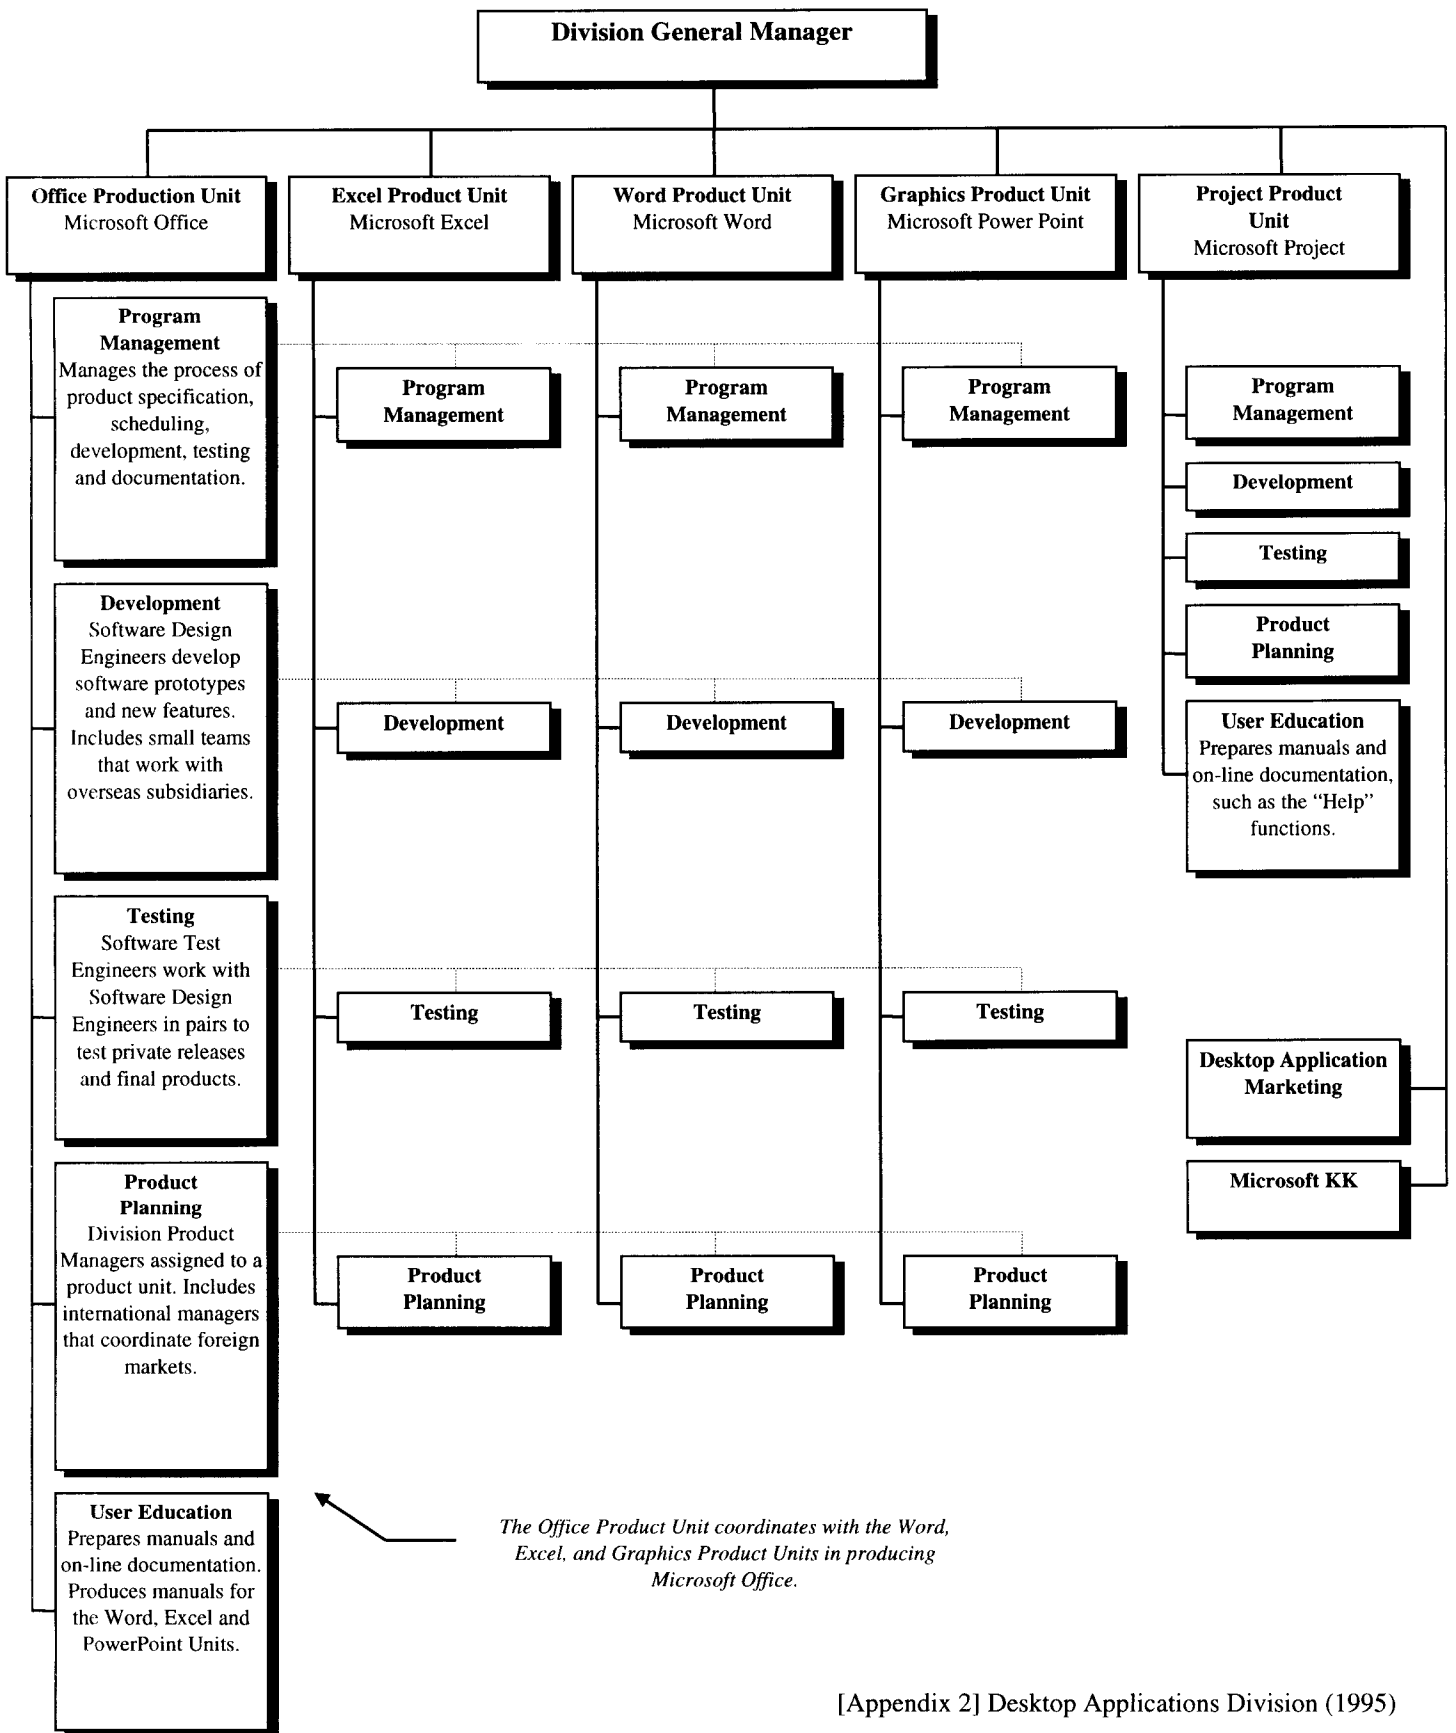 Division General Manager
Office Production Unit
Microsoft Office
Excel Product Unit
Microsoft Excel
Word Product Unit
Microsoft Word
Graphics Product Unit
Microsoft Power Point
Project Product
Unit
Microsoft Project
Program
Management
Manages the process of
product specification,
scheduling,
development, testing
and documentation.
Development
Software Design
Engineers develop
software prototypes
and new features.
Includes small teams
that work with
overseas subsidiaries.
Testing
Software Test
Engineers work with
Software Design
Engineers in pairs to
test private releases
and final products.
Product
Planning
Division Product
Managers assigned to a
product unit. Includes
international managers
that coordinate foreign
markets.
User Education
Prepares manuals and
on-line documentation.
Produces manuals for
the Word, Excel and
PowerPoint Units.
Program
Management
Development
Testing
Product
Planning
Program
Management
Development
Testing
Product
Planning
Program
Management
Development
Testing
Product
Planning
Program
Management
Development
Testing
Product
Planning
User Education
Prepares manuals and
on-line documentation,
such as the “Help”
functions.
Desktop Application
Marketing
Microsoft KK
The Office Product Unit coordinates with the Word,
Excel, and Graphics Product Units in producing
Microsoft Office.
[Appendix 2] Desktop Applications Division (1995)